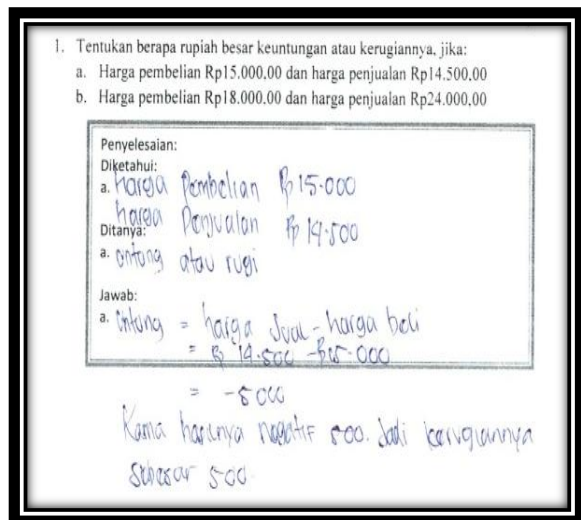 1. Tentukan berapa rupiah besar keuntungan atau kerugiannya, jika:
a. Harga pembelian Rp15.000,00 dan harga penjualan Rp14.500,00
b. Harga pembelian Rp18.000,00 dan harga penjualan Rp24.000,00
Penyelesaian:
Diketahui:
a. harga Pembelian Rp 15.000
harga Penjualan Rp 14.500
Ditanya:
a. untung atau rugi
Jawab:
a. Untung = harga Jual - harga beli
= Rp 14.500 - Rp 15.000
= -5000
Karna hasilnya negatif 500. Jadi kerugiannya
sebesar 500.